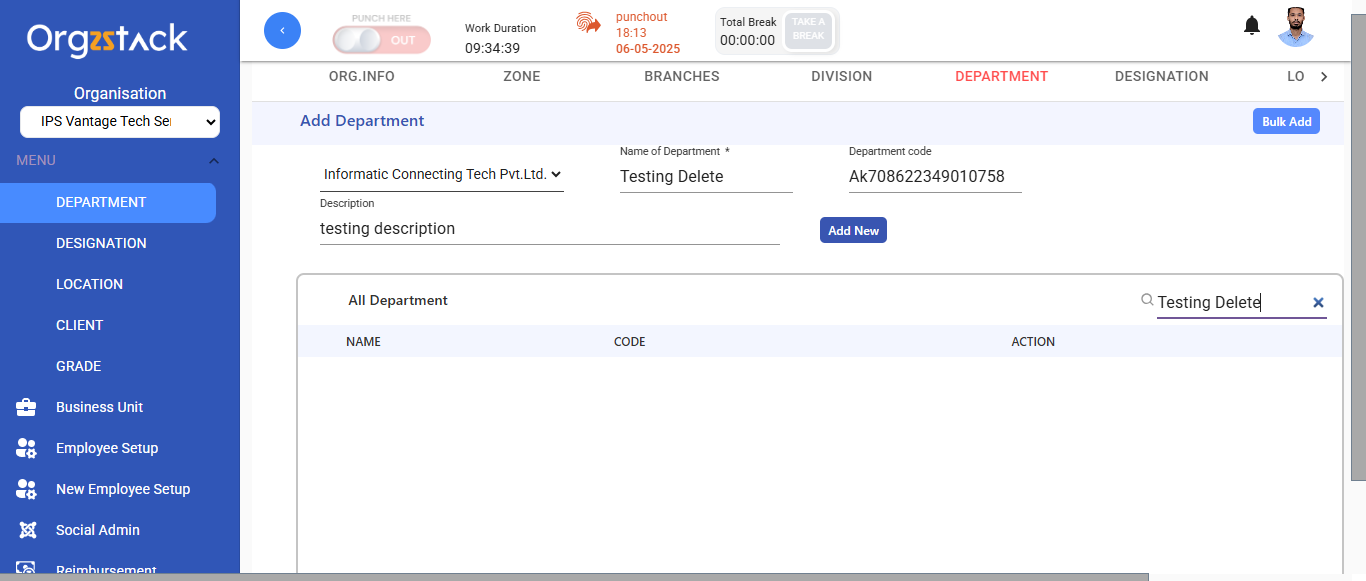 Orgzstack
Organisation
IPS Vantage Tech Ser
MENU
DEPARTMENT
DESIGNATION
LOCATION
CLIENT
GRADE
Business Unit
Employee Setup
New Employee Setup
Social Admin
Reimbursement
PUNCH HERE
OUT
Work Duration
09:34:39
punchout
18:13
06-05-2025
Total Break
00:00:00
TAKE A
BREAK
ORG.INFO ZONE BRANCHES DIVISION DEPARTMENT DESIGNATION LO
Add Department
Bulk Add
Informatic Connecting Tech Pvt.Ltd.
Name of Department *
Testing Delete
Department code
Ak708622349010758
Description
testing description
Add New
All Department
Testing Delete
NAME CODE ACTION